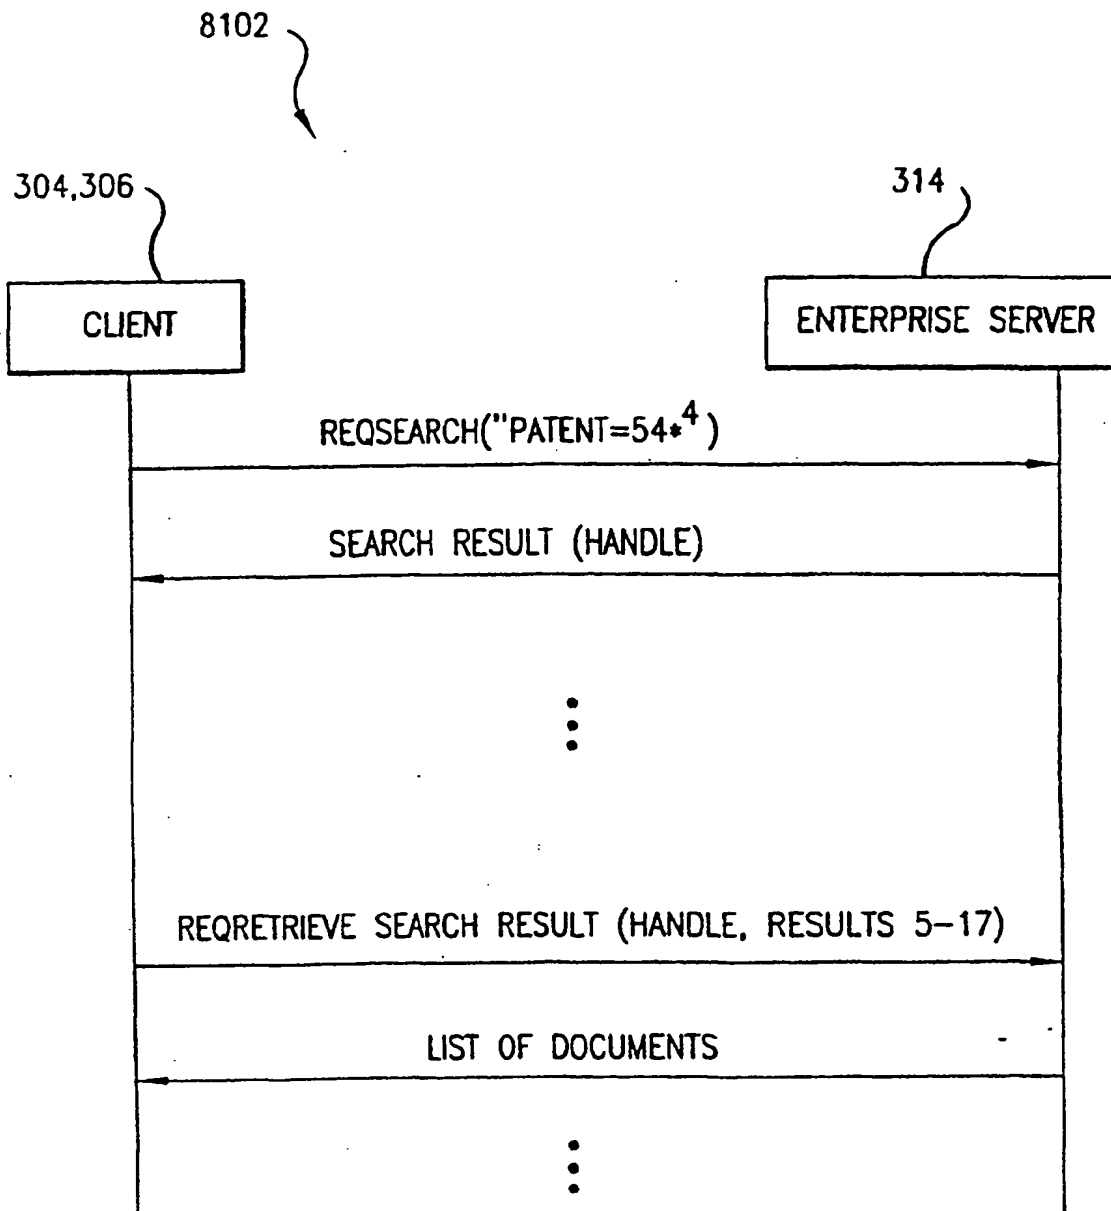 8102
304,306
314
CLIENT
ENTERPRISE SERVER
REQSEARCH("PATENT=54*4)
SEARCH RESULT (HANDLE)
REQRETRIEVE SEARCH RESULT (HANDLE, RESULTS 5-17)
LIST OF DOCUMENTS